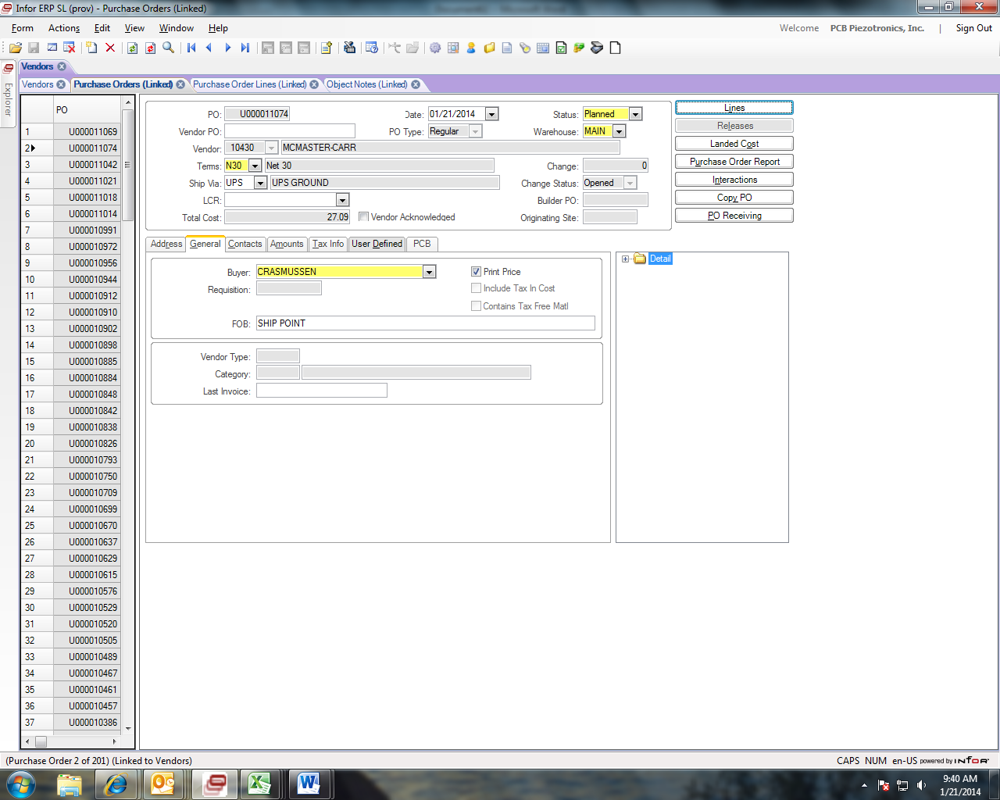 Infor ERP SL (prov) - Purchase Orders (Linked)
Form Actions Edit View Window Help
Welcome PCB Piezotronics, Inc. | Sign Out
Explorer
Vendors
Vendors Purchase Orders (Linked) Purchase Order Lines (Linked) Object Notes (Linked)
PO
1 U000011069
2 U000011074
3 U000011042
4 U000011021
5 U000011018
6 U000011014
7 U000010991
8 U000010972
9 U000010956
10 U000010944
11 U000010912
12 U000010910
13 U000010902
14 U000010898
15 U000010885
16 U000010884
17 U000010848
18 U000010842
19 U000010838
20 U000010826
21 U000010793
22 U000010750
23 U000010709
24 U000010699
25 U000010670
26 U000010637
27 U000010629
28 U000010615
29 U000010576
30 U000010529
31 U000010520
32 U000010505
33 U000010489
34 U000010467
35 U000010461
36 U000010457
37 U000010386
PO: U000011074 Date: 01/21/2014 Status: Planned
Vendor PO: PO Type: Regular Warehouse: MAIN
Vendor: 10430 MCMASTER-CARR
Terms: N30 Net 30 Change: 0
Ship Via: UPS UPS GROUND Change Status: Opened
LCR: Builder PO:
Total Cost: 27.09 Vendor Acknowledged Originating Site:
Lines
Releases
Landed Cost
Purchase Order Report
Interactions
Copy PO
PO Receiving
Address General Contacts Amounts Tax Info User Defined PCB
Buyer: CRASMUSSEN Print Price
Requisition: Include Tax In Cost
Contains Tax Free Matl
FOB: SHIP POINT
Vendor Type:
Category:
Last Invoice:
Detail
(Purchase Order 2 of 201) (Linked to Vendors)
CAPS NUM en-US powered by infor
9:40 AM
1/21/2014